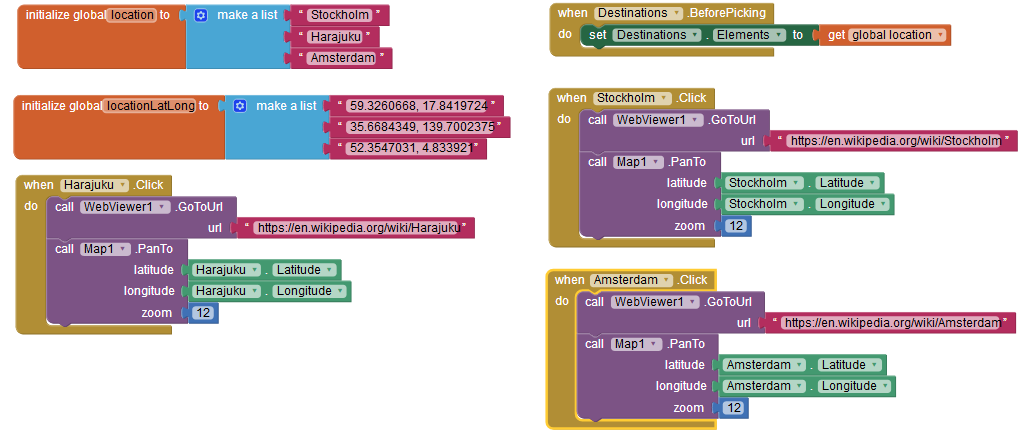 initialize global location to make a list " Stockholm "
" Harajuku "
" Amsterdam "
initialize global locationLatLong to make a list " 59.3260668, 17.8419724 "
" 35.6684349, 139.7002375 "
" 52.3547031, 4.833921 "
when Harajuku .Click
do call WebViewer1 .GoToUrl
url " https://en.wikipedia.org/wiki/Harajuku "
call Map1 .PanTo
latitude Harajuku . Latitude
longitude Harajuku . Longitude
zoom 12
when Destinations .BeforePicking
do set Destinations . Elements to get global location
when Stockholm .Click
do call WebViewer1 .GoToUrl
url " https://en.wikipedia.org/wiki/Stockholm "
call Map1 .PanTo
latitude Stockholm . Latitude
longitude Stockholm . Longitude
zoom 12
when Amsterdam .Click
do call WebViewer1 .GoToUrl
url " https://en.wikipedia.org/wiki/Amsterdam "
call Map1 .PanTo
latitude Amsterdam . Latitude
longitude Amsterdam . Longitude
zoom 12